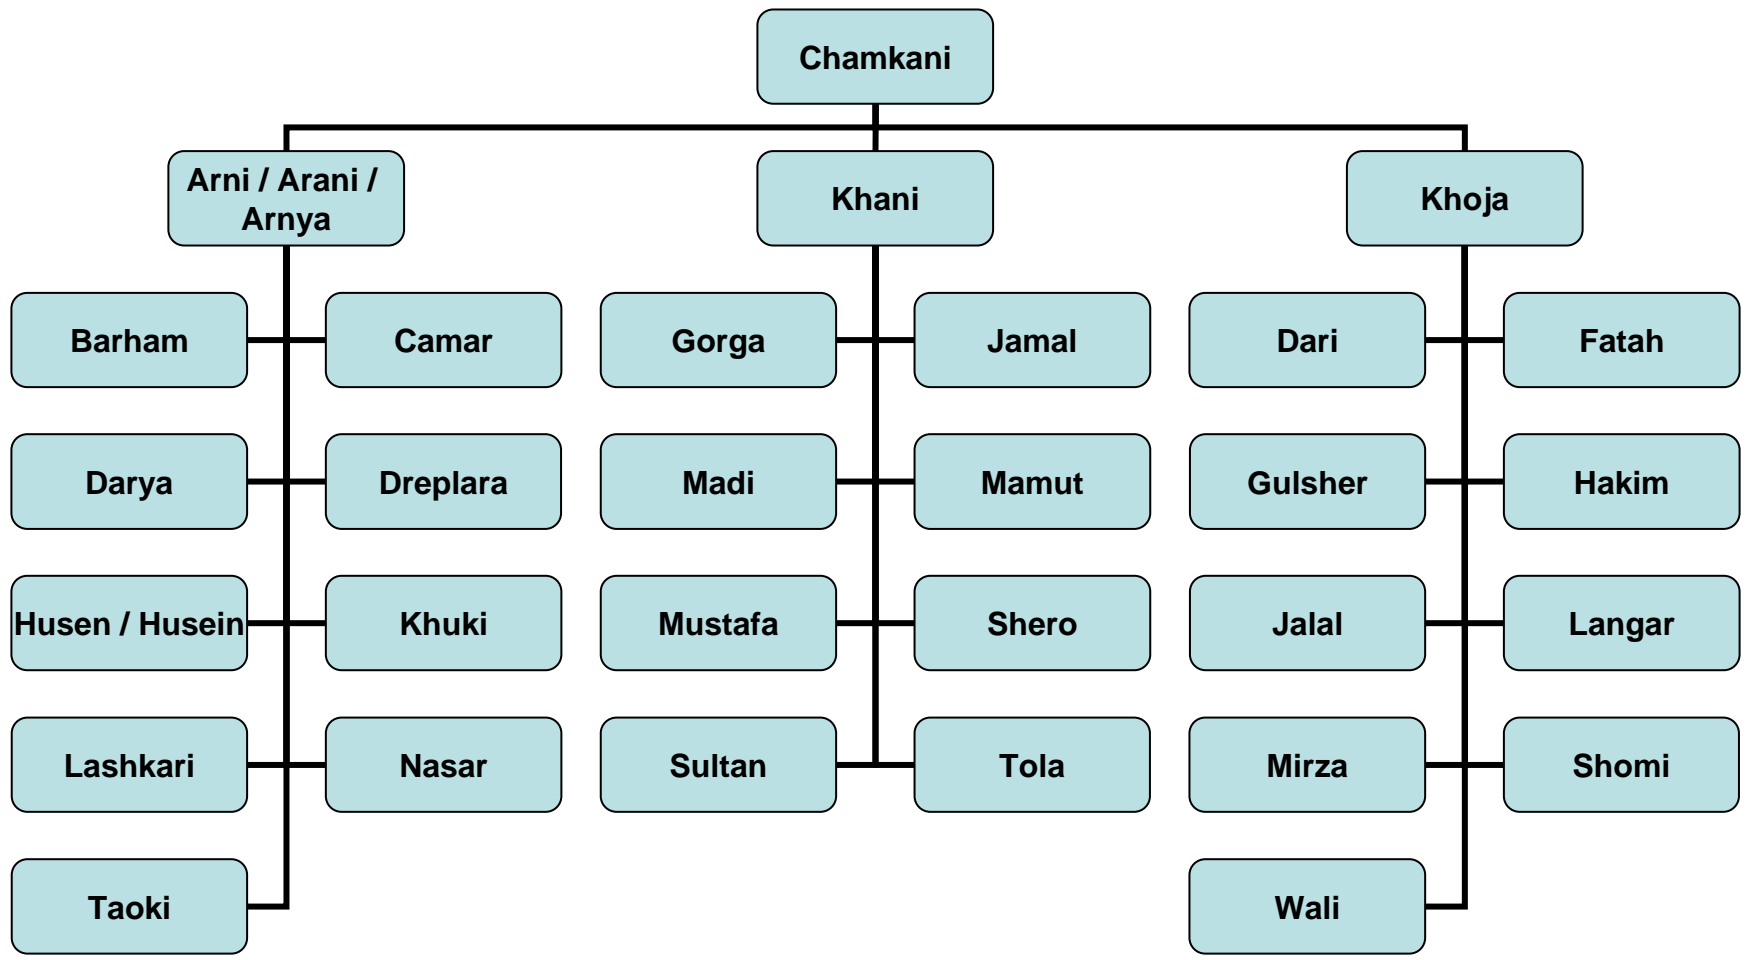 Chamkani
Arni / Arani /
Arnya
Khani
Khoja
Barham
Camar
Gorga
Jamal
Dari
Fatah
Darya
Dreplara
Madi
Mamut
Gulsher
Hakim
Husen / Husein
Khuki
Mustafa
Shero
Jalal
Langar
Lashkari
Nasar
Sultan
Tola
Mirza
Shomi
Taoki
Wali